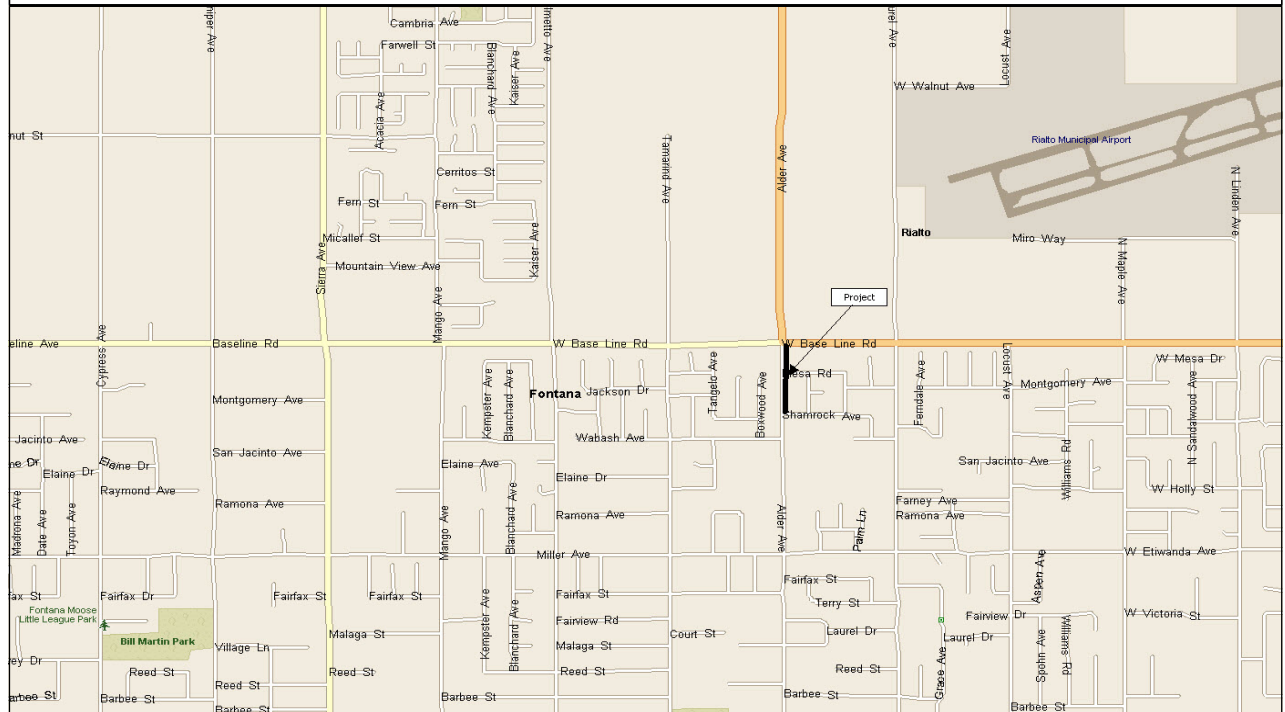 Cambria Ave
Farwell St
Blanchard Ave
Kaiser Ave
lmetto Ave
niper Ave
urel Ave
Locust Ave
W Walnut Ave
Acacia Ave
nut St
Rialto Municipal Airport
Alder Ave
Tamarind Ave
Cerritos St
N Linden Ave
Fern St
Fern St
Micallef St
Kaiser Ave
Rialto
Miro Way
N Maple Ave
Sierra Ave
Mountain View Ave
Mango Ave
Project
Cypress Ave
eline Ave
Baseline Rd
W Base Line Rd
W Base Line Rd
Locust Ave
W Mesa Dr
Mesa Rd
Kempster Ave
Blanchard Ave
Fontana
Jackson Dr
Tangelo Ave
Boxwood Ave
Ferndale Ave
Montgomery Ave
N Sandalwood Ave
Montgomery Ave
Shamrock Ave
Jacinto Ave
Wabash Ave
San Jacinto Ave
San Jacinto Ave
Williams Rd
ne Dr
Elaine Dr
Elaine Dr
Elaine Ave
Elaine Dr
Raymond Ave
W Holly St
Madrona Ave
Date Ave
Toyon Ave
Ramona Ave
Mango Ave
Blanchard Ave
Ramona Ave
Alder Ave
Palm Ln
Farney Ave
Ramona Ave
Miller Ave
W Etiwanda Ave
Aspen Ave
fax St
Fairfax Dr
Fairfax St
Fairfax St
Fairfax St
Fairfax St
Terry St
Fontana Moose
Little League Park
Bill Martin Park
Kempster Ave
Blanchard Ave
Fairview Rd
Fairview Dr
W Victoria St
Malaga St
Malaga St
Court St
Laurel Dr
Laurel Dr
Village Ln
Grace Ave
Spohn Ave
Williams Rd
vey Dr
Reed St
Reed St
Reed St
Reed St
Reed St
Barbee St
Barbee St
Barbee St
Barbee St
Barbee St